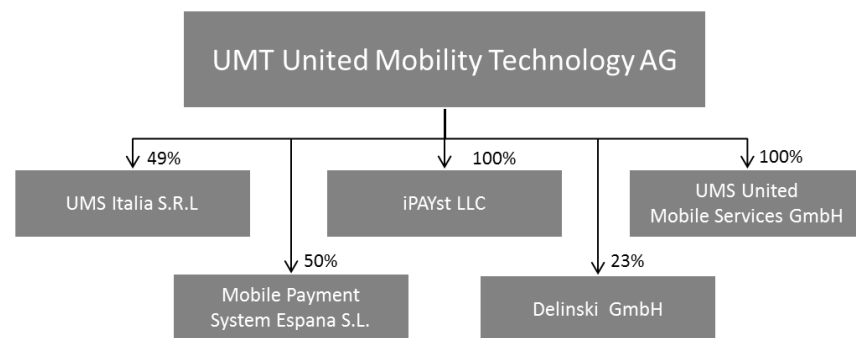 UMT United Mobility Technology AG
49%
100%
100%
UMS Italia S.R.L
iPAYst LLC
UMS United
Mobile Services GmbH
50%
23%
Mobile Payment
System Espana S.L.
Delinski GmbH